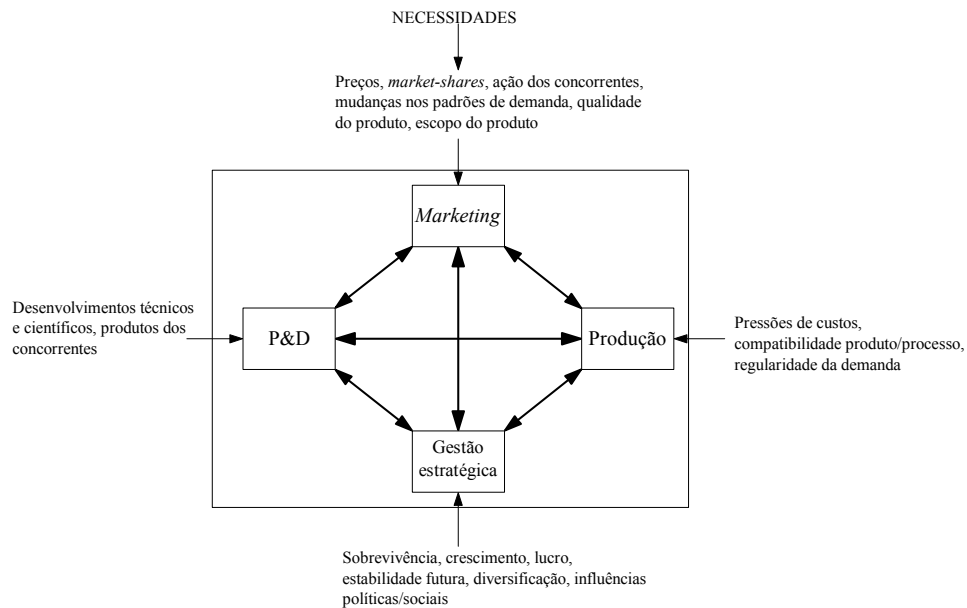 NECESSIDADES
Preços, market-shares, ação dos concorrentes,
mudanças nos padrões de demanda, qualidade
do produto, escopo do produto
Marketing
Desenvolvimentos técnicos
e científicos, produtos dos
concorrentes
P&D
Produção
Pressões de custos,
compatibilidade produto/processo,
regularidade da demanda
Gestão
estratégica
Sobrevivência, crescimento, lucro,
estabilidade futura, diversificação, influências
políticas/sociais